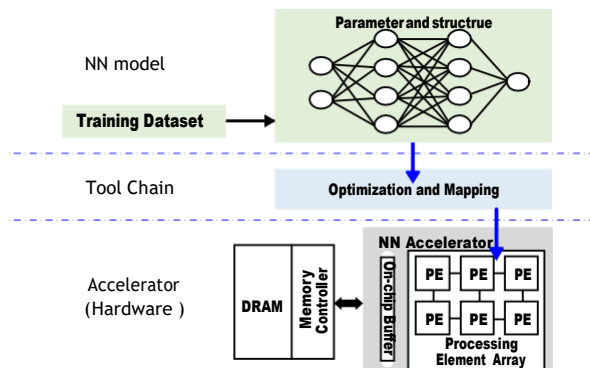 Parameter and structrue
NN model
Training Dataset
Tool Chain
Optimization and Mapping
NN Accelerator
Accelerator
(Hardware )
DRAM
Memory
Controller
On-chip Buffer
PE PE PE
PE PE PE
Processing
Element Array